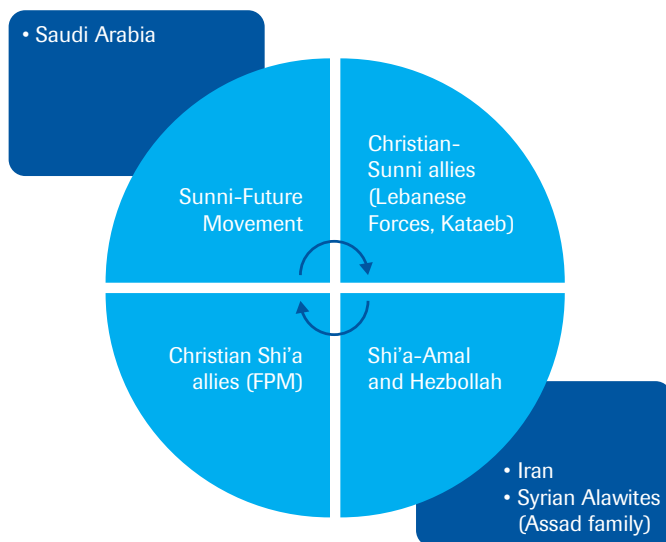 • Saudi Arabia
Sunni-Future
Movement
Christian-
Sunni allies
(Lebanese
Forces, Kataeb)
Christian Shi'a
allies (FPM)
Shi'a-Amal
and Hezbollah
• Iran
• Syrian Alawites
(Assad family)